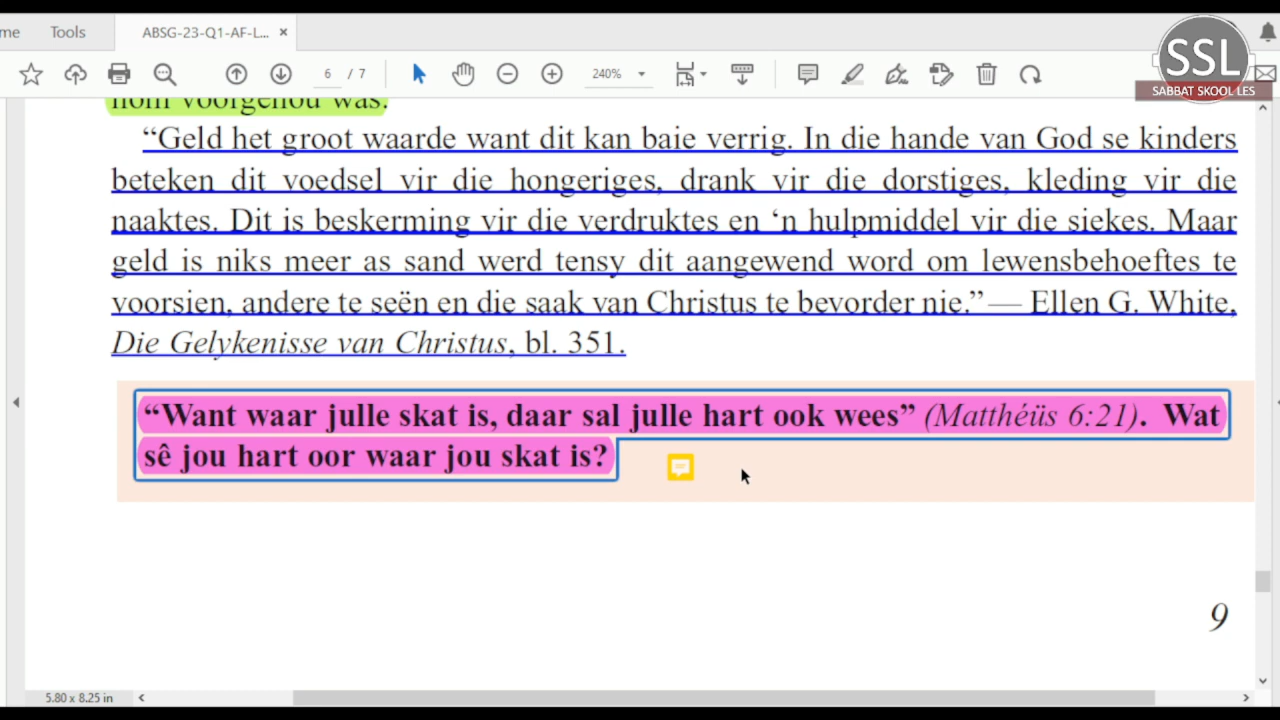 me Tools ABSG-23-Q1-AF-L... ×
SSL
SABBAT SKOOL LES
6 / 7 240%
hom voorgehou was.
“Geld het groot waarde want dit kan baie verrig. In die hande van God se kinders
beteken dit voedsel vir die hongeriges, drank vir die dorstiges, kleding vir die
naaktes. Dit is beskerming vir die verdruktes en ‘n hulpmiddel vir die siekes. Maar
geld is niks meer as sand werd tensy dit aangewend word om lewensbehoeftes te
voorsien, andere te seën en die saak van Christus te bevorder nie.”— Ellen G. White,
Die Gelykenisse van Christus, bl. 351.
“Want waar julle skat is, daar sal julle hart ook wees” (Matthéüs 6:21). Wat
sê jou hart oor waar jou skat is?
9
5.80 x 8.25 in